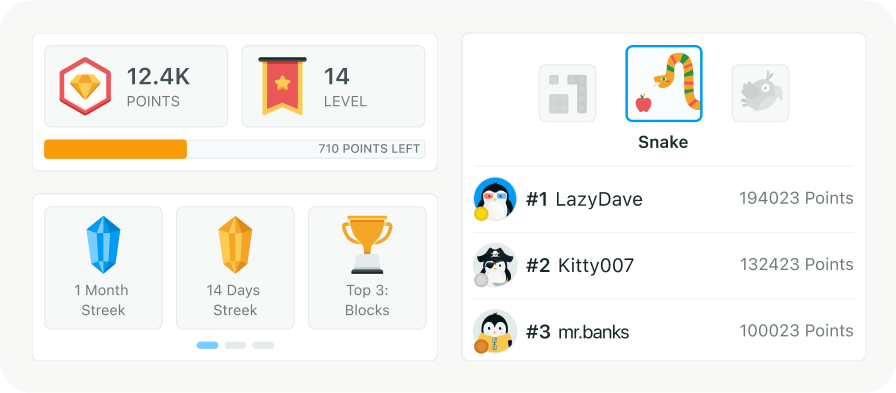 12.4K
POINTS
14
LEVEL
710 POINTS LEFT
1 Month
Streek
14 Days
Streek
Top 3:
Blocks
Snake
#1 LazyDave 194023 Points
#2 Kitty007 132423 Points
#3 mr.banks 100023 Points